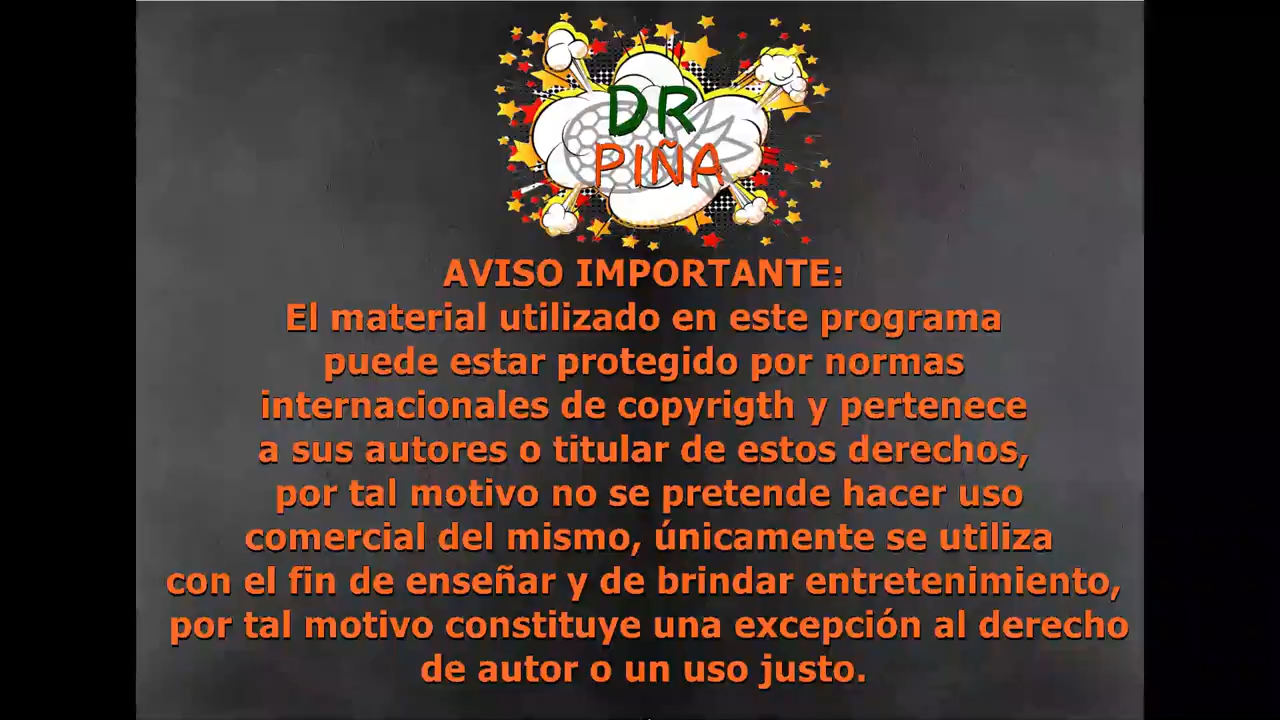 DR
PIÑA
AVISO IMPORTANTE:
El material utilizado en este programa
puede estar protegido por normas
internacionales de copyrigth y pertenece
a sus autores o titular de estos derechos,
por tal motivo no se pretende hacer uso
comercial del mismo, únicamente se utiliza
con el fin de enseñar y de brindar entretenimiento,
por tal motivo constituye una excepción al derecho
de autor o un uso justo.